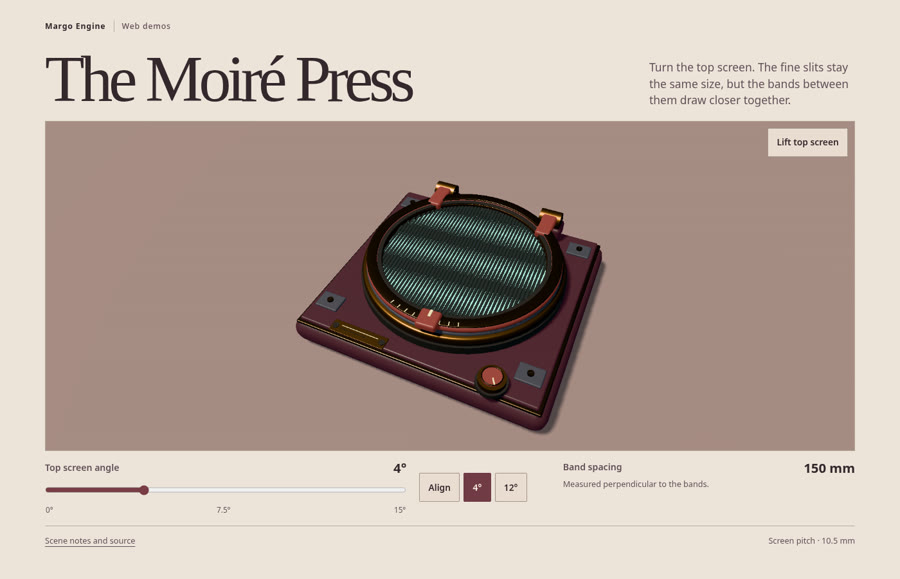 Margo Engine | Web demos
The Moiré Press
Turn the top screen. The fine slits stay
the same size, but the bands between
them draw closer together.
Lift top screen
Top screen angle
4°
0°
7.5°
15°
Align
4°
12°
Band spacing
150 mm
Measured perpendicular to the bands.
Scene notes and source
Screen pitch · 10.5 mm